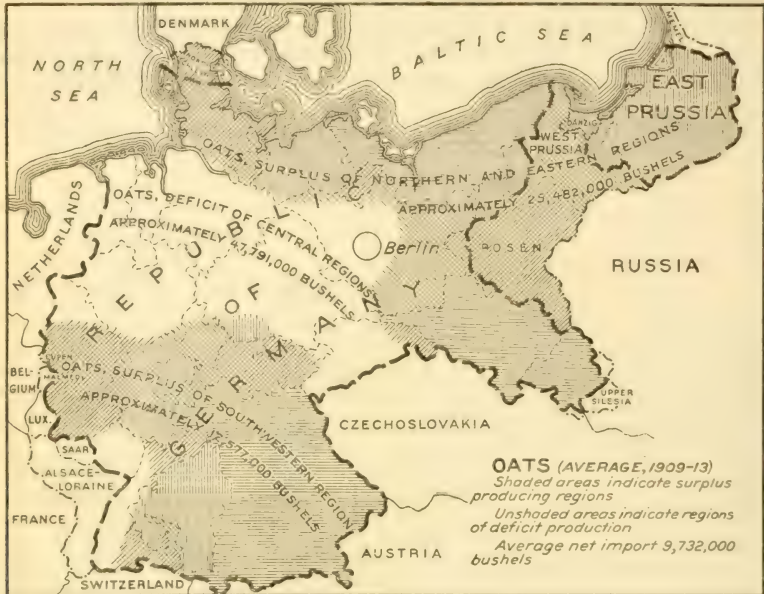 DENMARK
NORTH
SEA
BALTIC SEA
MEMEL
EAST
PRUSSIA
DANZIG
WEST
PRUSSIA
OATS, SURPLUS OF NORTHERN AND EASTERN REGIONS
APPROXIMATELY 25,482,000 BUSHELS
NETHERLANDS
OATS, DEFICIT OF CENTRAL REGIONS
APPROXIMATELY 47,791,000 BUSHELS
Berlin
POSEN
RUSSIA
REPUBLIC
OF
GERMANY
EUPEN
MALMEDY
BEL-
GIUM
LUX.
OATS, SURPLUS OF SOUTHWESTERN REGION
APPROXIMATELY 12,577,000 BUSHELS
UPPER
SILESIA
CZECHOSLOVAKIA
SAAR
ALSACE-
LORAINE
FRANCE
SWITZERLAND
AUSTRIA
OATS (AVERAGE, 1909-13)
Shaded areas indicate surplus
producing regions
Unshaded areas indicate regions
of deficit production
Average net import 9,732,000
bushels